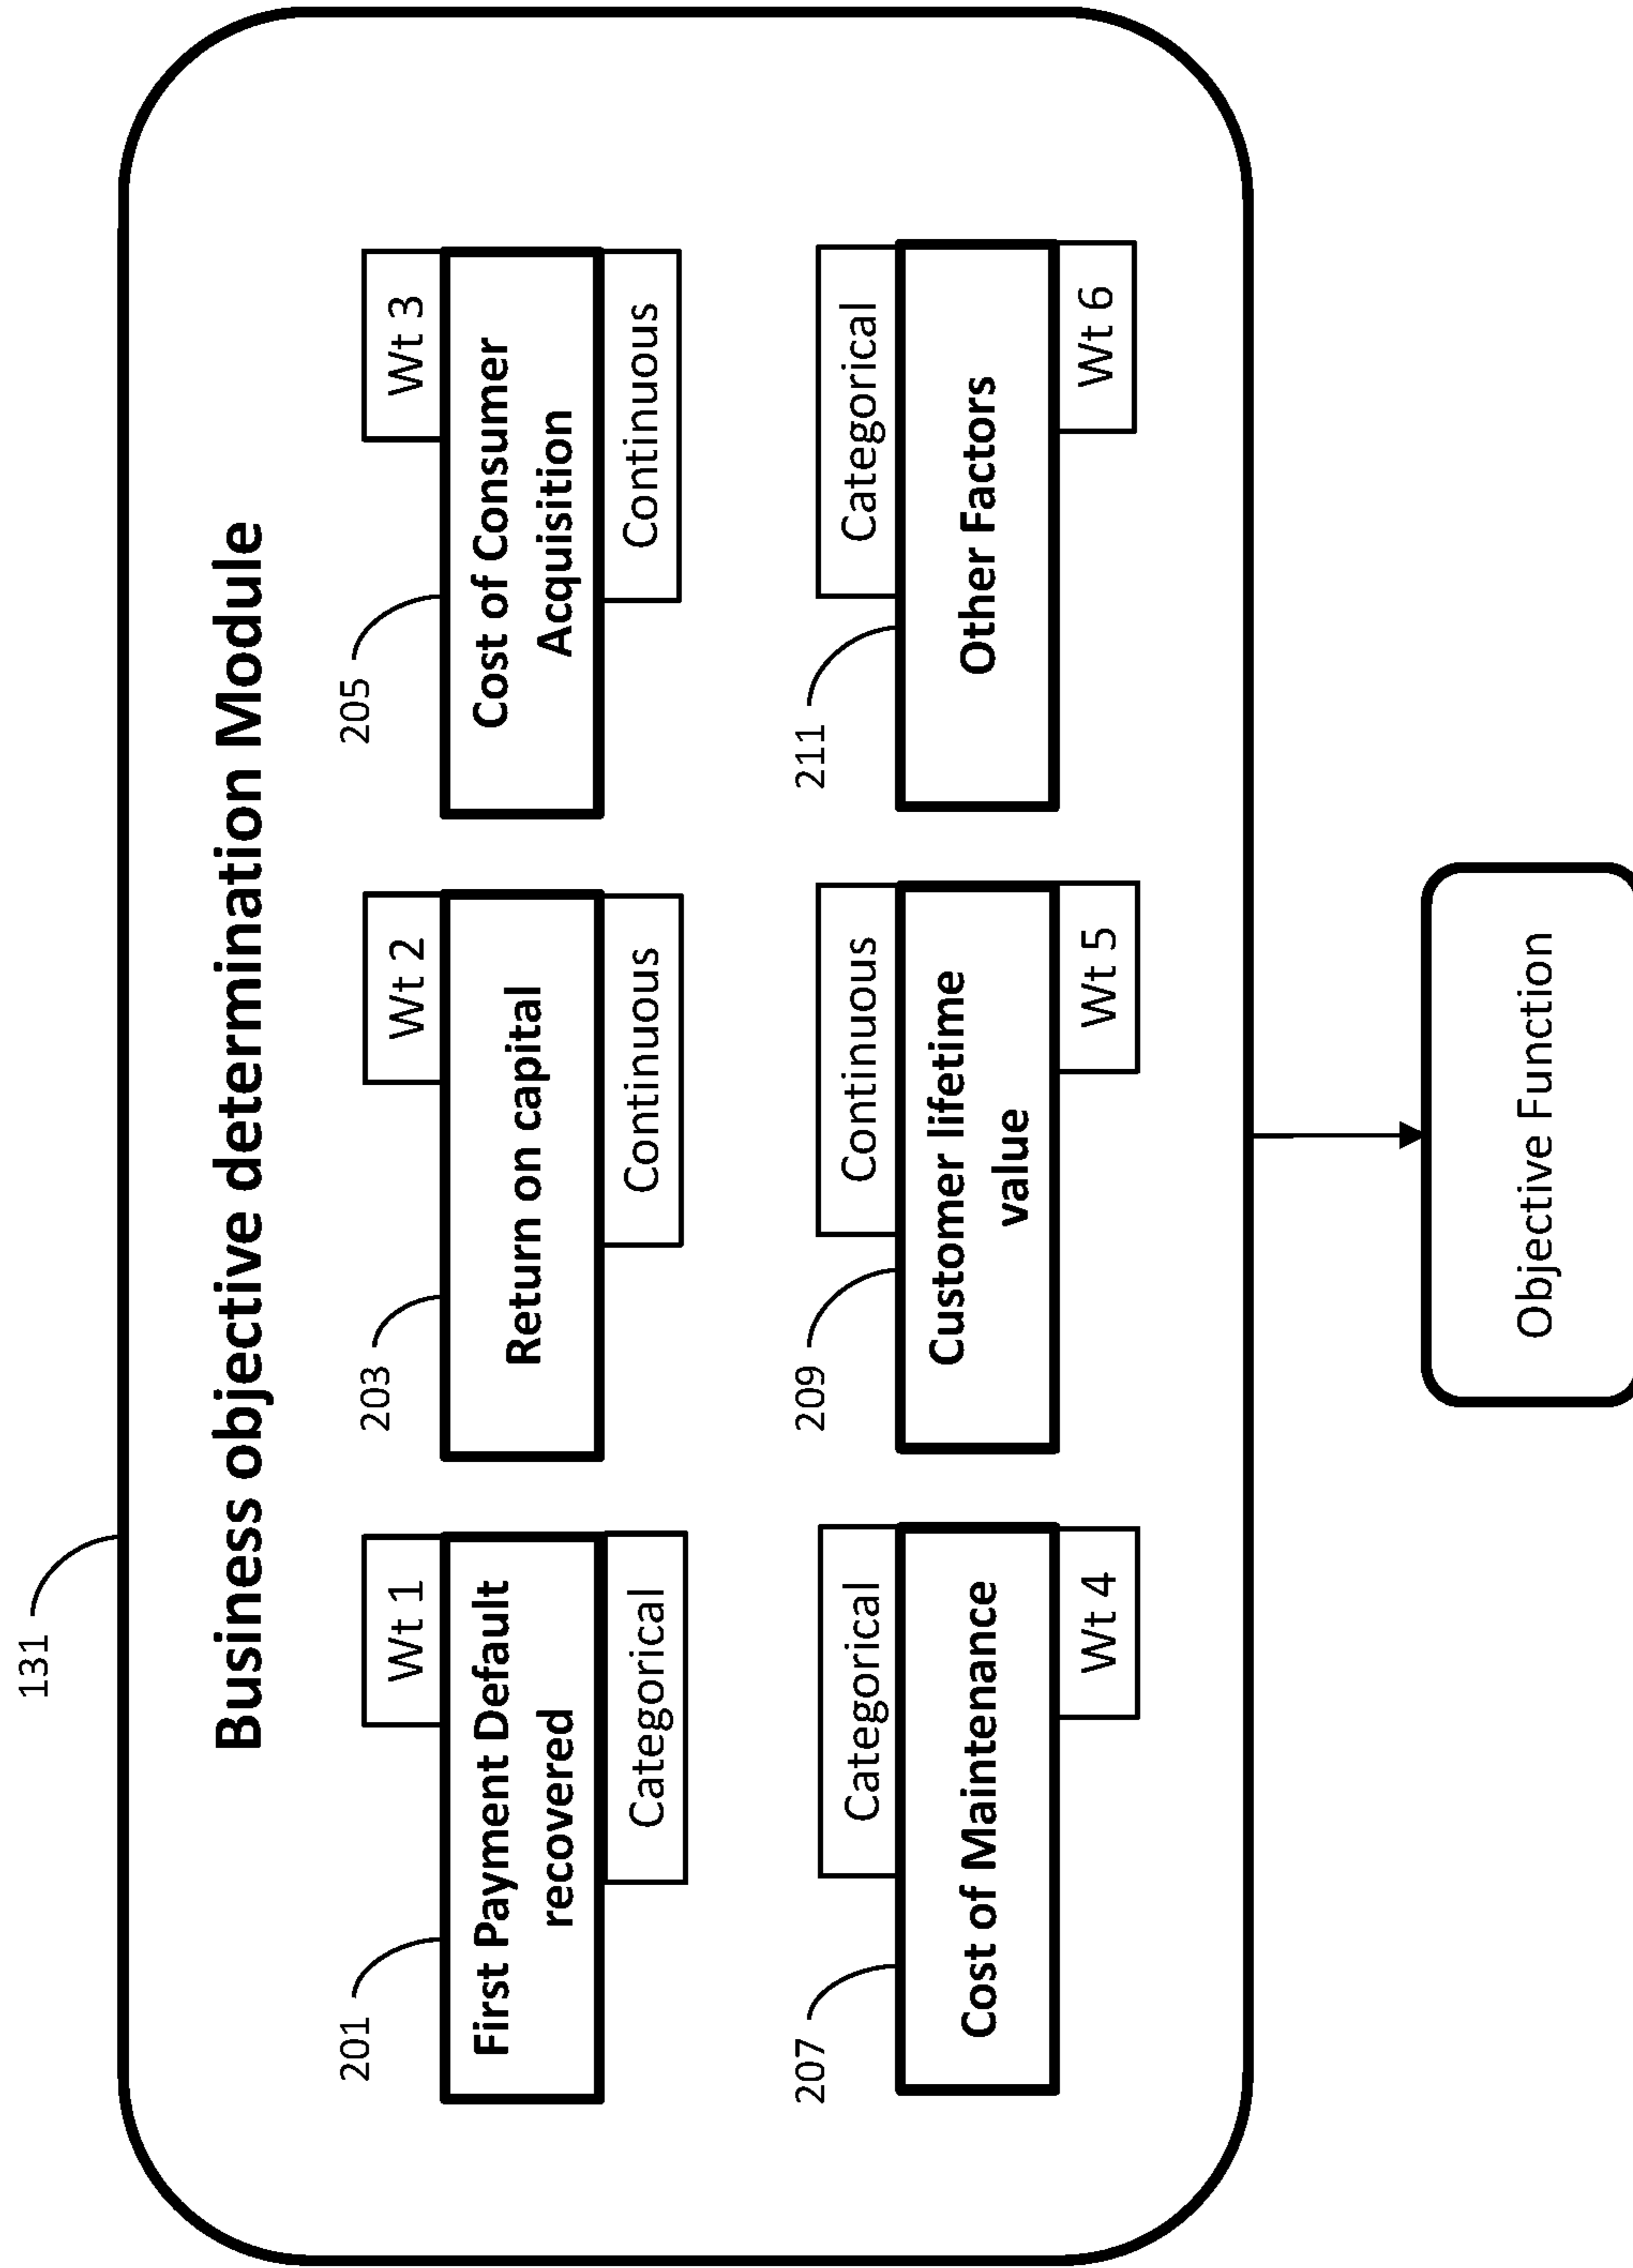 131
Business objective determination Module
201
Wt 1
First Payment Default
recovered
Categorical
203
Wt 2
Return on capital
Continuous
205
Wt 3
Cost of Consumer
Acquisition
Continuous
207
Categorical
Cost of Maintenance
Wt 4
209
Continuous
Customer lifetime
value
Wt 5
211
Categorical
Other Factors
Wt 6
Objective Function